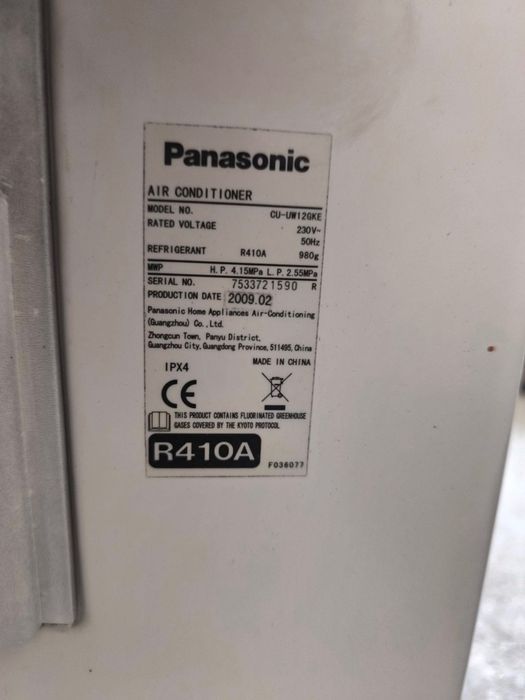 Panasonic
AIR CONDITIONER
MODEL NO. CU-UW12GKE
RATED VOLTAGE 230V~
50Hz
REFRIGERANT R410A 980g
MWP H. P. 4.15MPa L. P. 2.55MPa
SERIAL NO. 7533721590 R
PRODUCTION DATE 2009.02
Panasonic Home Appliances Air-Conditioning
(Guangzhou) Co., Ltd.
Zhongcun Town, Panyu District,
Guangzhou City, Guangdong Province, 511495, China
IPX4 MADE IN CHINA
CE
THIS PRODUCT CONTAINS FLUORINATED GREENHOUSE
GASES COVERED BY THE KYOTO PROTOCOL
R410A F036077